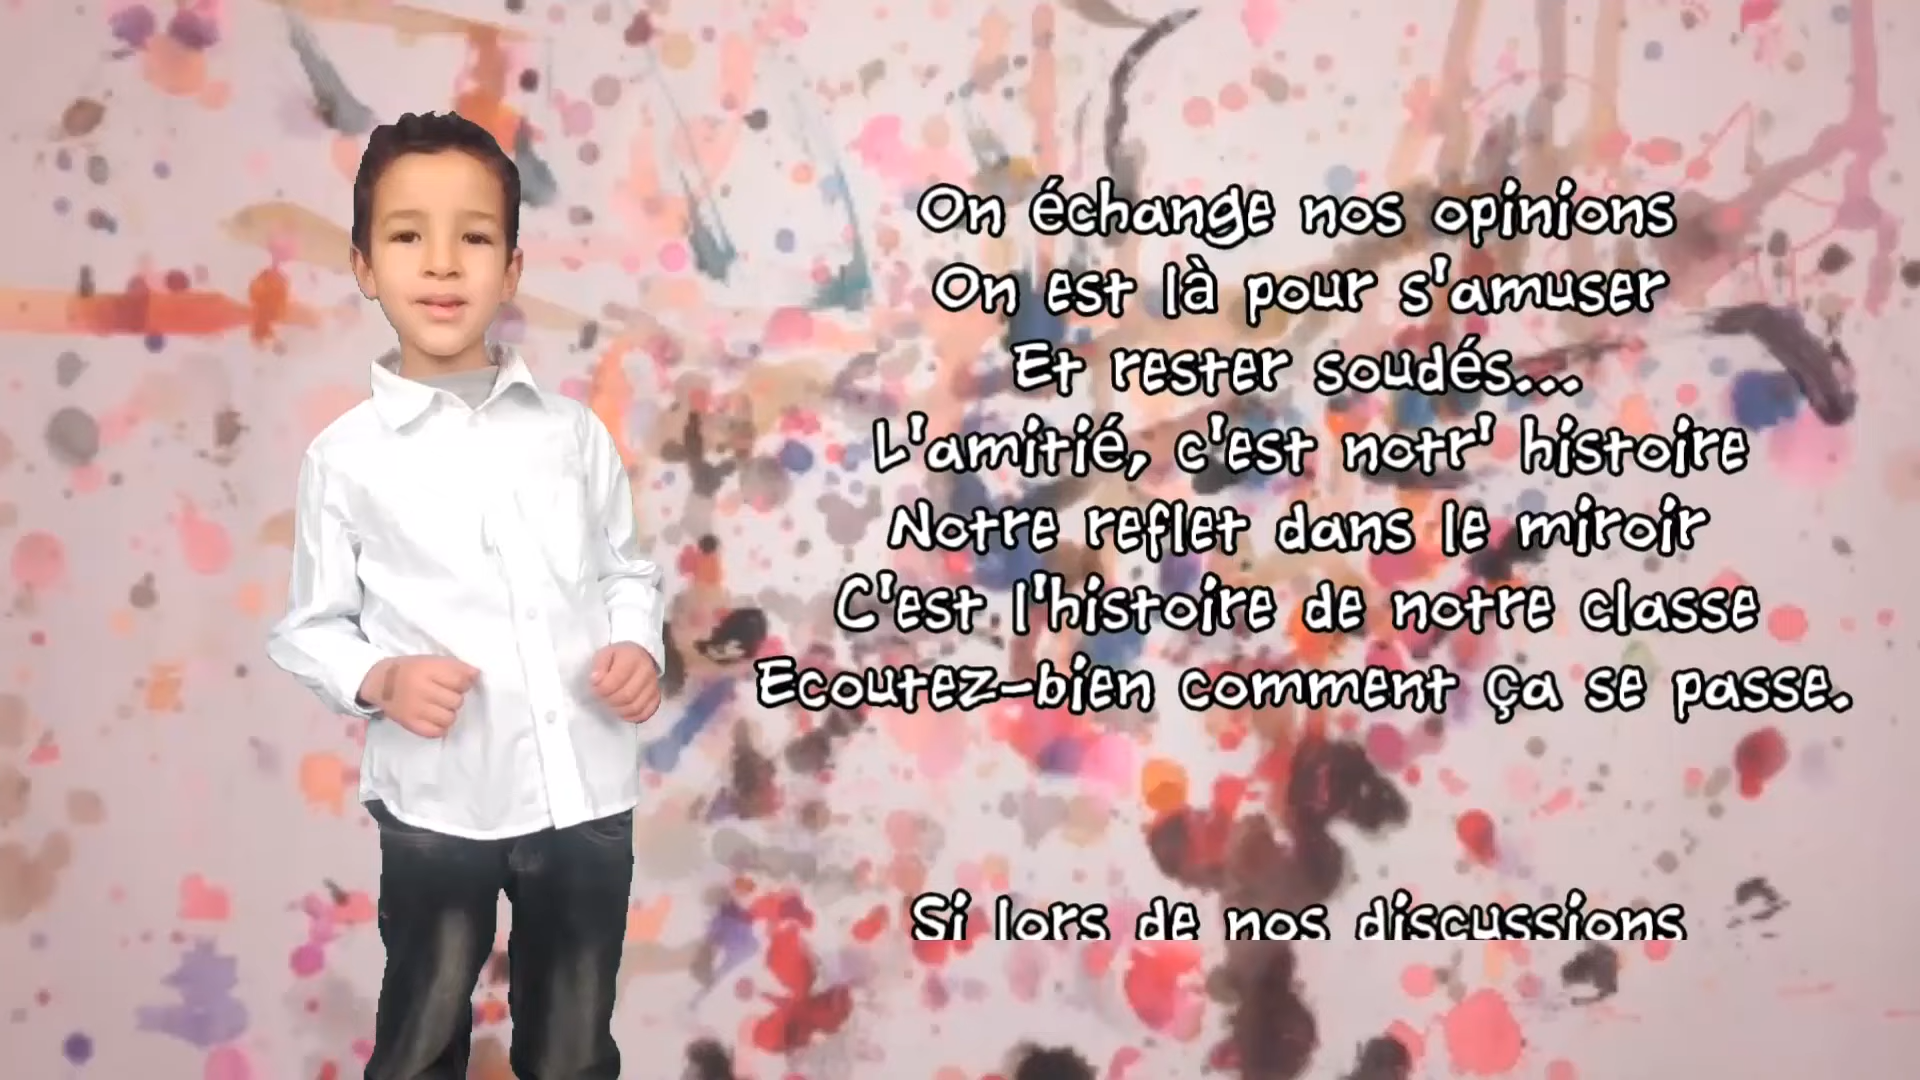 On échange nos opinions
On est là pour s'amuser
Et rester soudés...
L'amitié, c'est notr' histoire
Notre reflet dans le miroir
C'est l'histoire de notre classe
Ecoutez-bien comment ça se passe.
Si lors de nos discussions